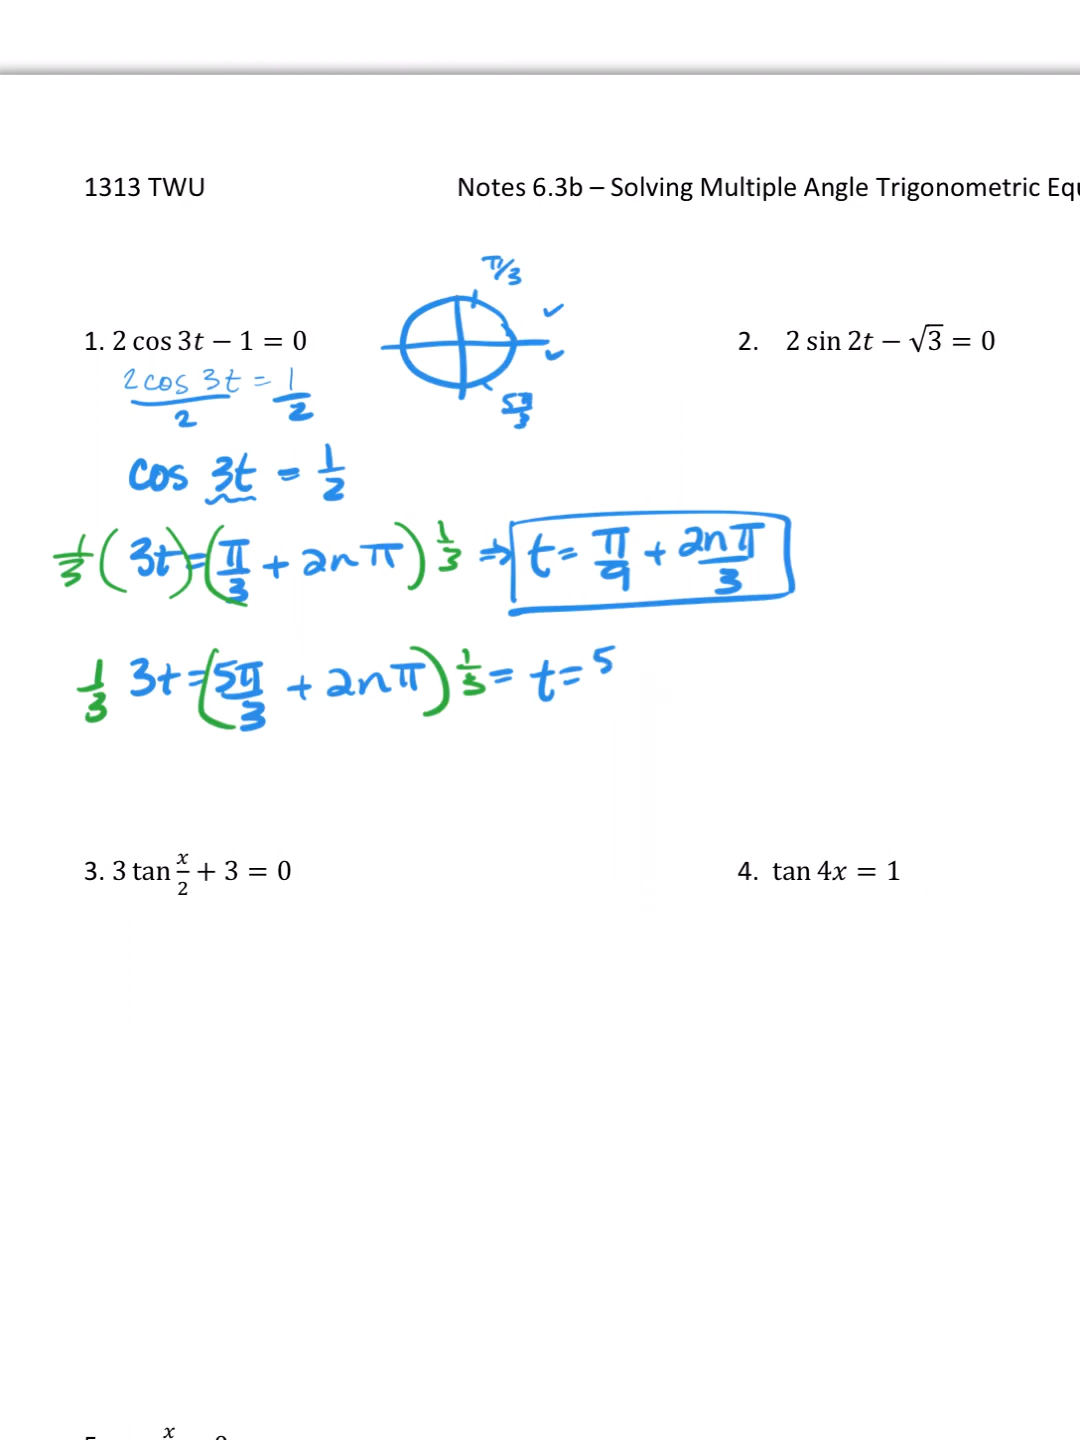 1313 TWU
Notes 6.3b – Solving Multiple Angle Trigonometric Equ
π/3
1. 2 cos 3t − 1 = 0
2cos 3t = 1
2 2
5π/3
cos 3t = 1/2
1/3 ( 3t ) = ( π/3 + 2nπ ) 1/3 ⇒ t = π/9 + 2nπ/3
1/3 3t = ( 5π/3 + 2nπ ) 1/3 = t = 5
2. 2 sin 2t − √3 = 0
3. 3 tan x/2 + 3 = 0
4. tan 4x = 1
x